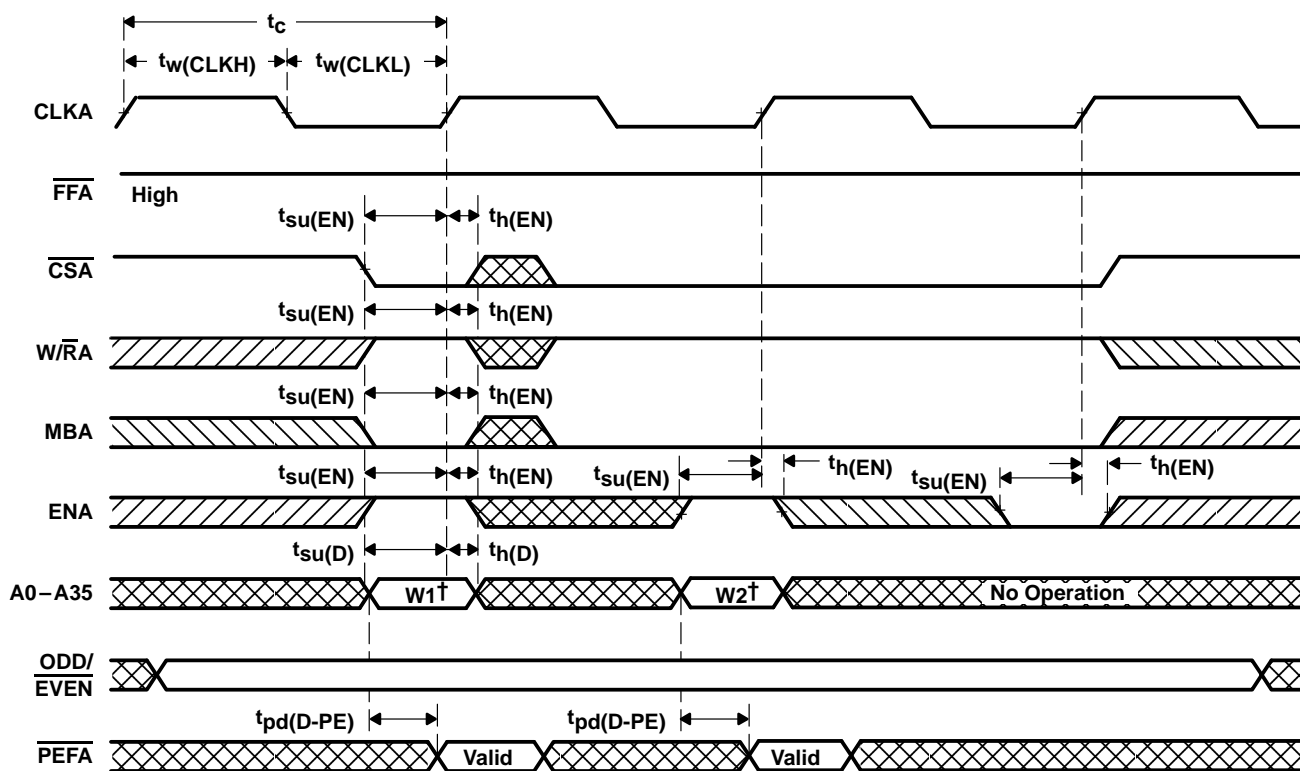 tc
tw(CLKH) tw(CLKL)
CLKA
FFA
High
tsu(EN) th(EN)
CSA
tsu(EN) th(EN)
W/RA
tsu(EN) th(EN)
MBA
tsu(EN) th(EN) tsu(EN) th(EN) tsu(EN) th(EN)
ENA
tsu(D) th(D)
A0–A35 W1† W2† No Operation
ODD/
EVEN
tpd(D-PE) tpd(D-PE)
PEFA Valid Valid